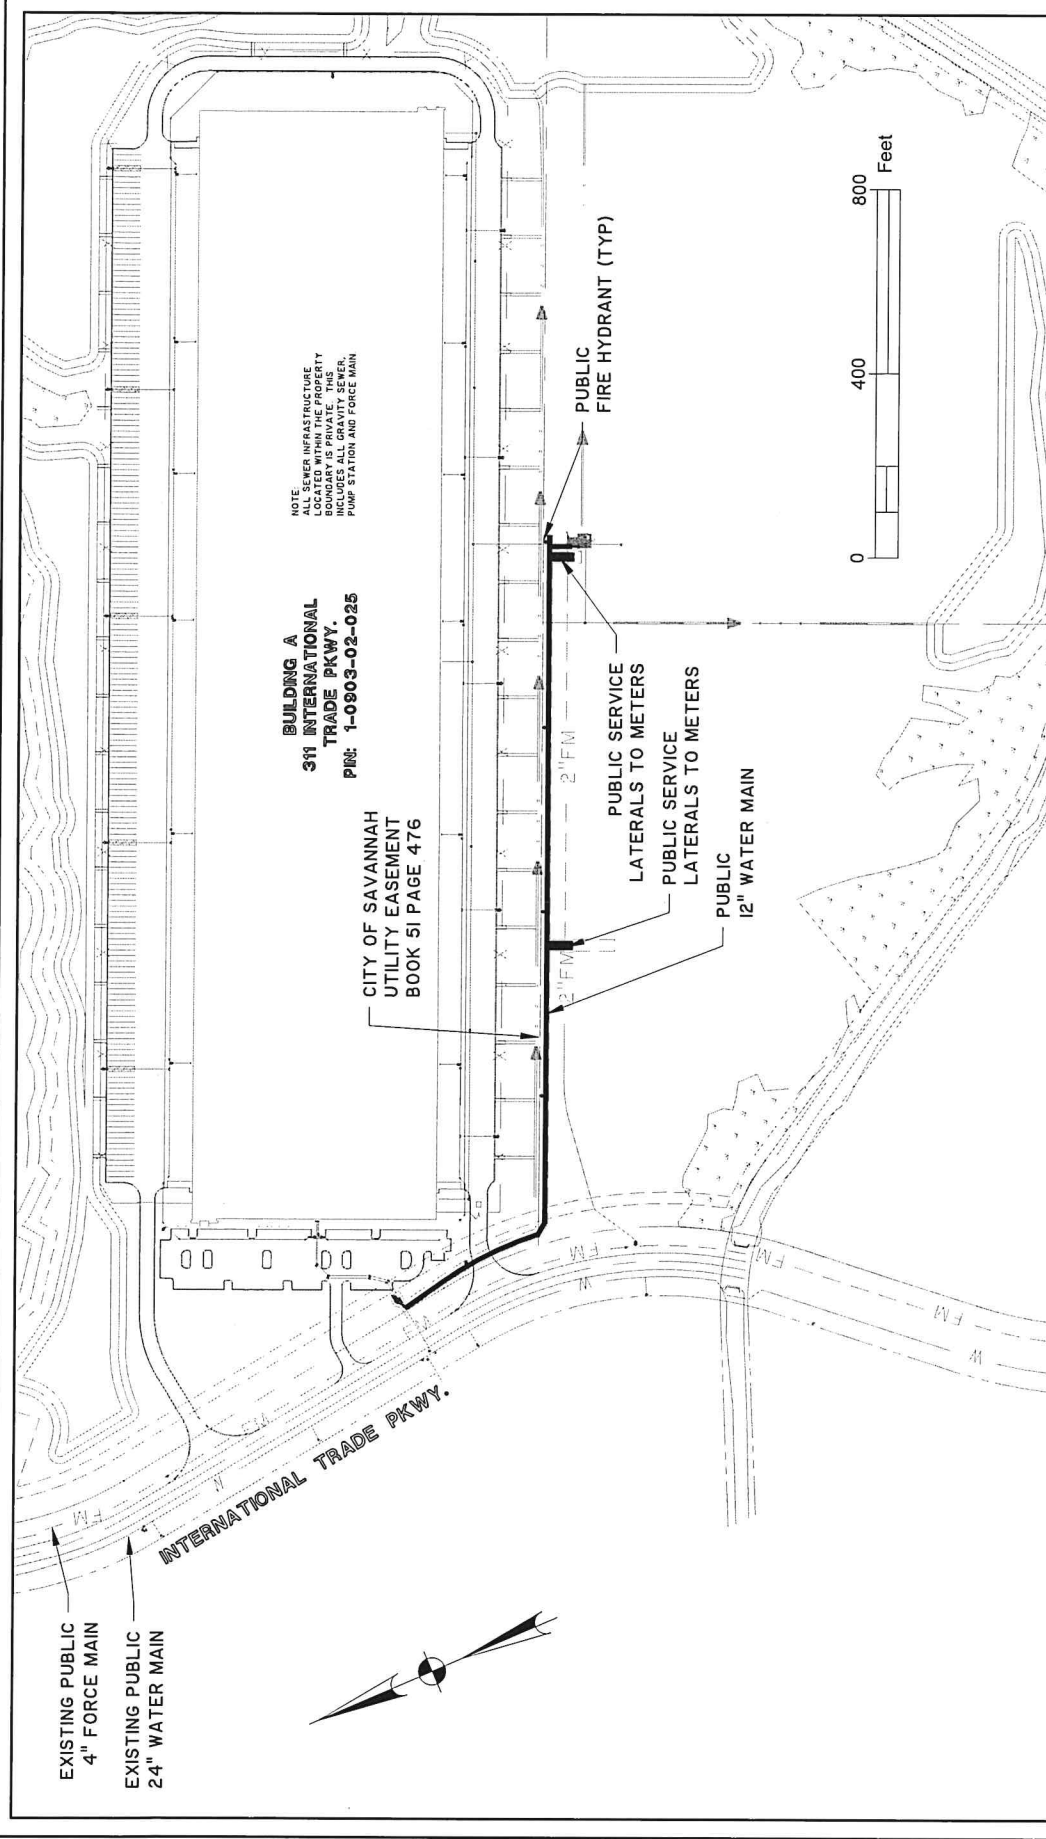 EXISTING PUBLIC
4" FORCE MAIN
EXISTING PUBLIC
24" WATER MAIN
INTERNATIONAL TRADE PKWY.
FM
W
FM
FM
W
FM
FM
W
CITY OF SAVANNAH
UTILITY EASEMENT
BOOK 51 PAGE 476
BUILDING A
311 INTERNATIONAL
TRADE PKWY.
PIN: 1-0903-02-025
NOTE:
ALL SEWER INFRASTRUCTURE
LOCATED WITHIN THE PROPERTY
BOUNDARY IS PRIVATE. THIS
INCLUDES ALL GRAVITY SEWER,
PUMP STATION AND FORCE MAIN
2"FM
2"FM
PUBLIC
12" WATER MAIN
PUBLIC SERVICE
LATERALS TO METERS
PUBLIC SERVICE
LATERALS TO METERS
PUBLIC
FIRE HYDRANT (TYP)
0
400
800
Feet